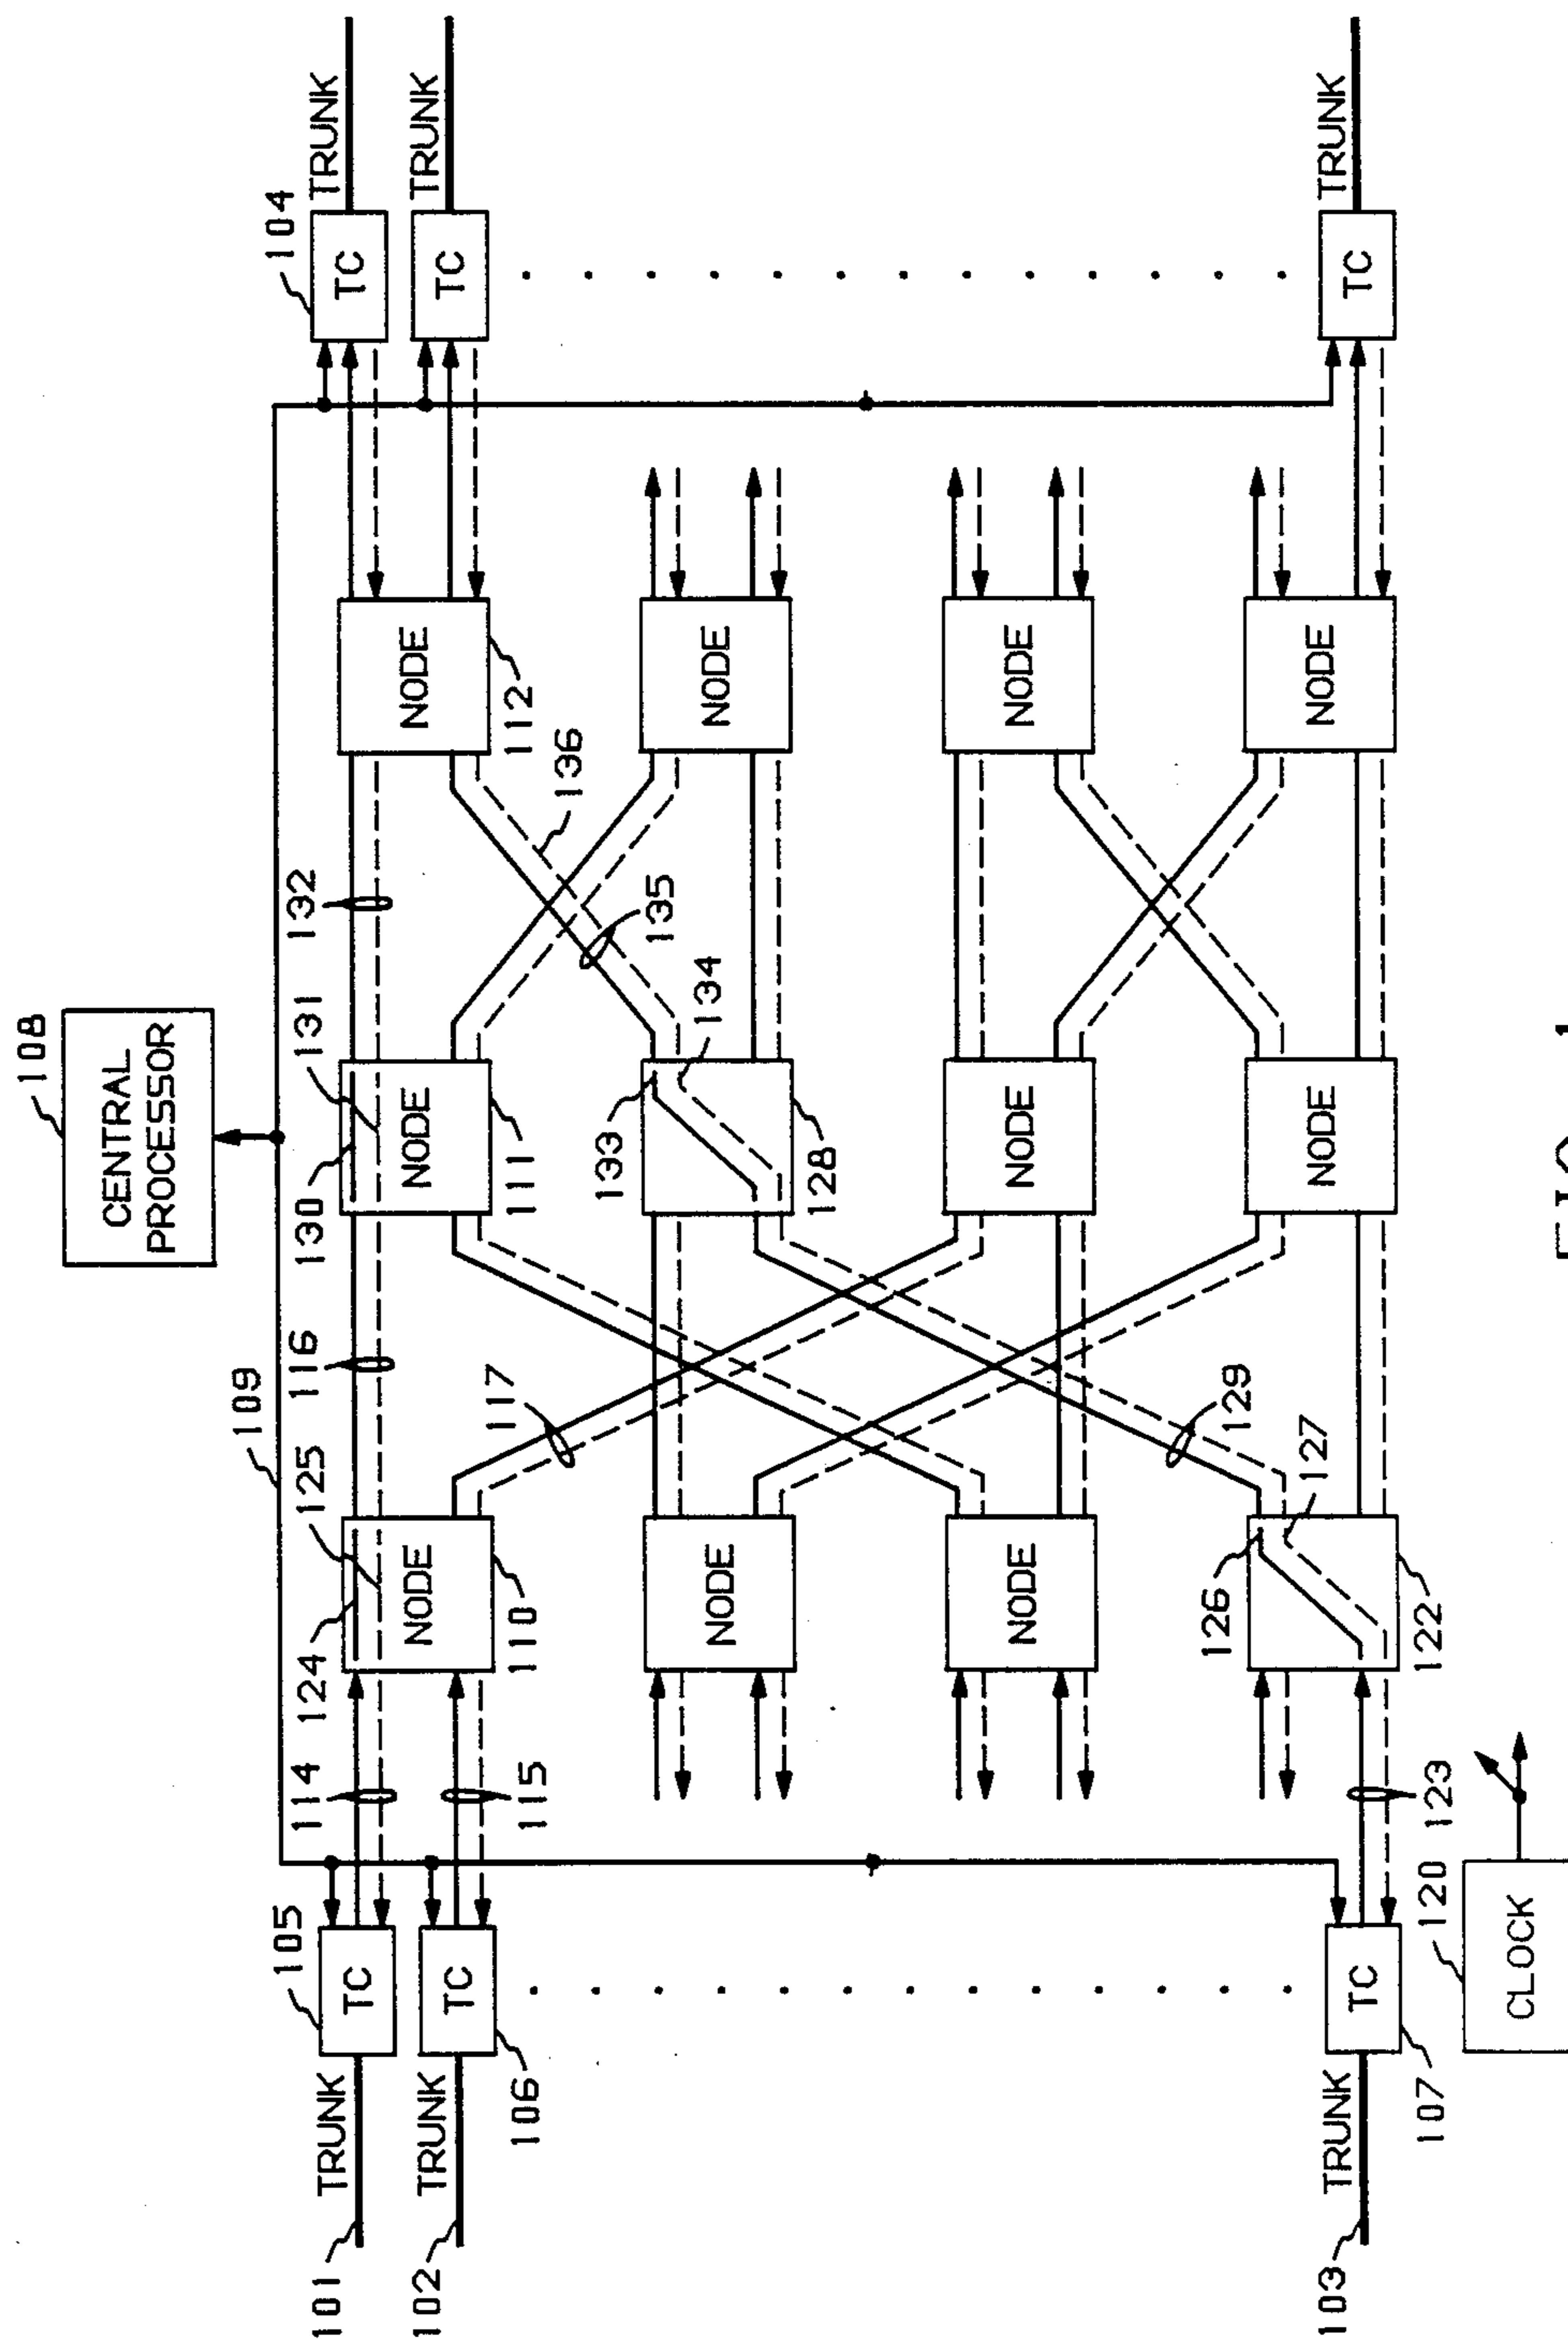 108
CENTRAL
PROCESSOR
109
101
TRUNK
105
TC
114
124
125
NODE
110
116
130
131
NODE
111
132
NODE
112
104
TC
TRUNK
102
TRUNK
TC
106
115
117
133
134
128
135
136
NODE
TC
TRUNK
NODE
NODE
NODE
NODE
129
103
TRUNK
TC
107
123
126
127
122
NODE
NODE
TC
TRUNK
120
CLOCK